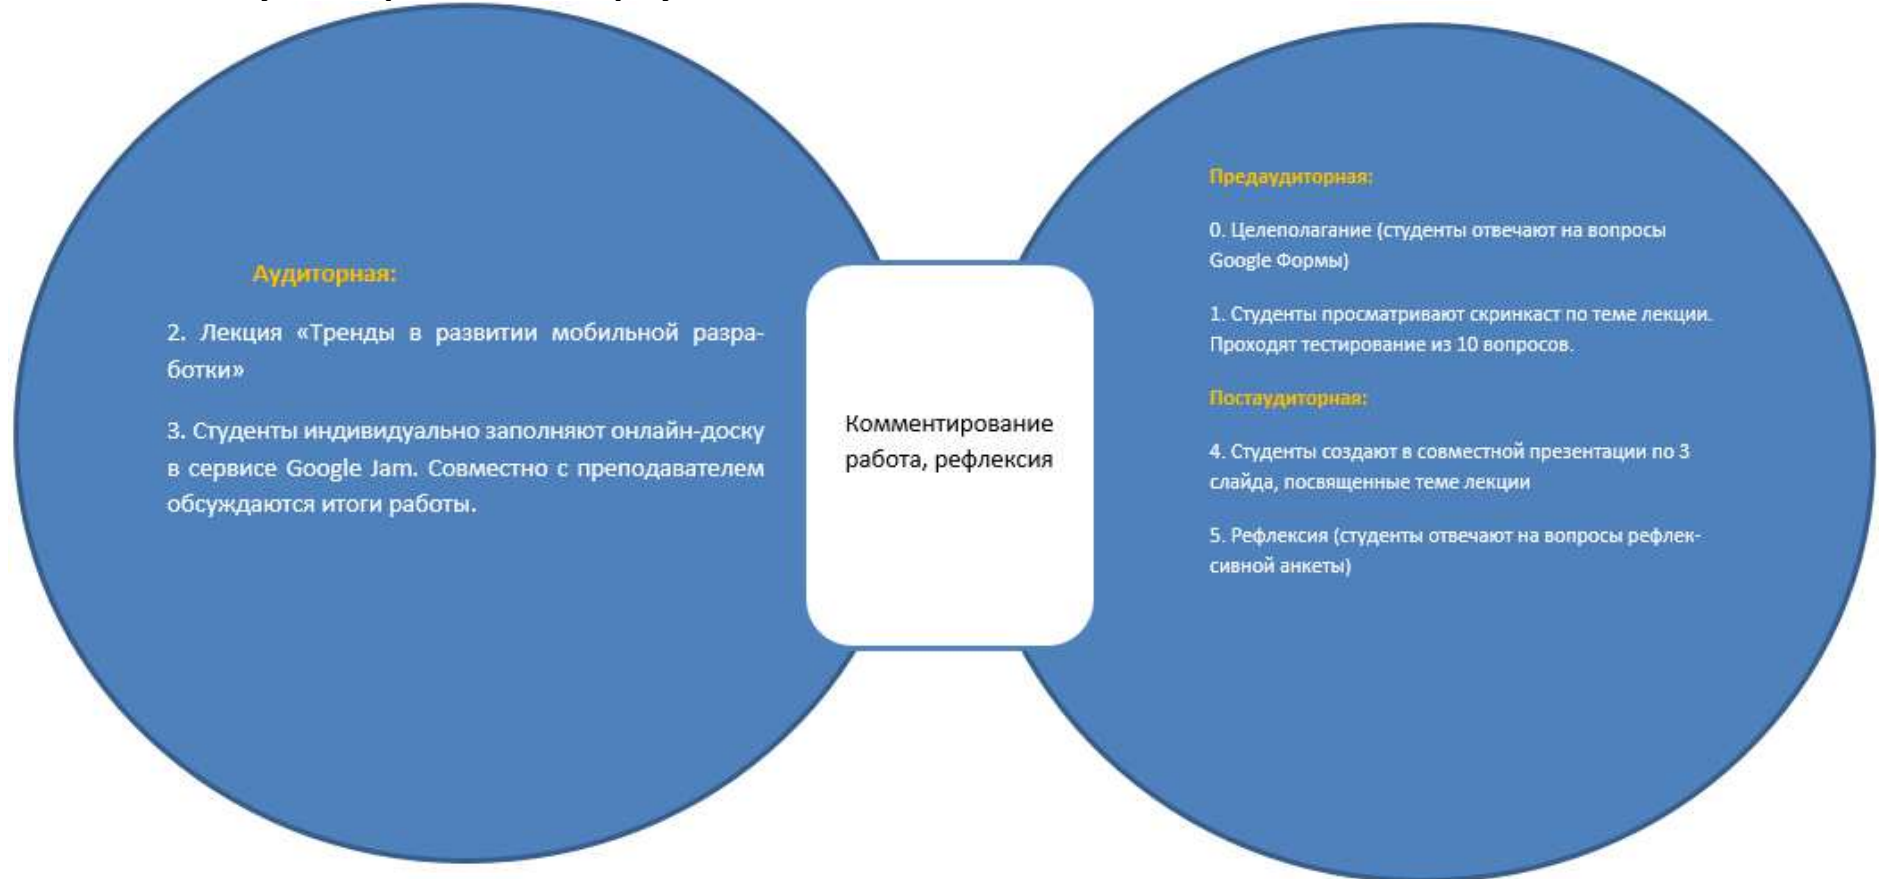 Аудиторная:
2. Лекция «Тренды в развитии мобильной разра-
ботки»
3. Студенты индивидуально заполняют онлайн-доску
в сервисе Google Jam. Совместно с преподавателем
обсуждаются итоги работы.
Комментирование
работа, рефлексия
Предаудиторная:
0. Целеполагание (студенты отвечают на вопросы
Google Формы)
1. Студенты просматривают скринкаст по теме лекции.
Проходят тестирование из 10 вопросов.
Постаудиторная:
4. Студенты создают в совместной презентации по 3
слайда, посвященные теме лекции
5. Рефлексия (студенты отвечают на вопросы рефлек-
сивной анкеты)